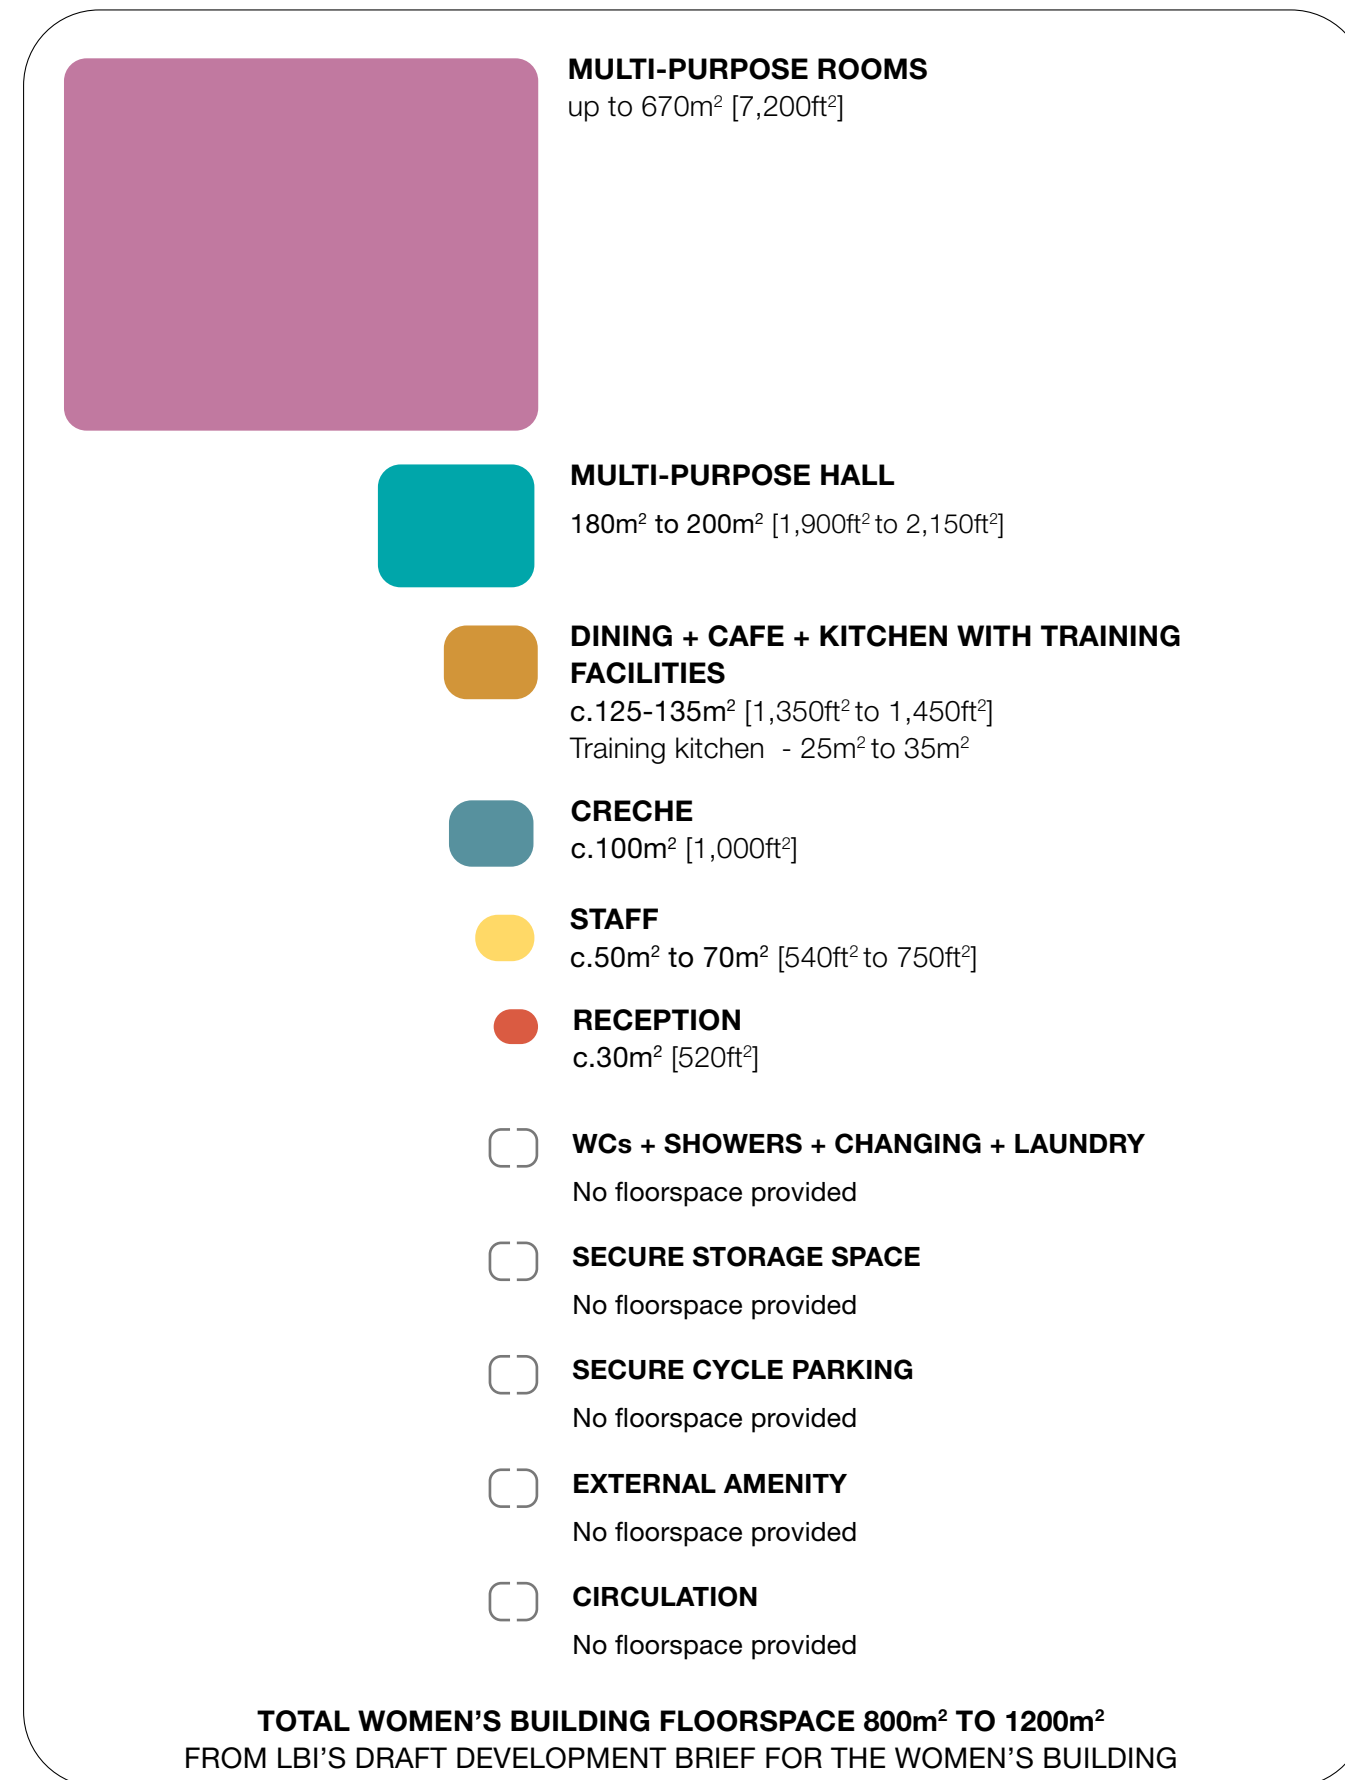 MULTI-PURPOSE ROOMS
up to 670m² [7,200ft²]
MULTI-PURPOSE HALL
180m² to 200m² [1,900ft² to 2,150ft²]
DINING + CAFE + KITCHEN WITH TRAINING
FACILITIES
c.125-135m² [1,350ft² to 1,450ft²]
Training kitchen - 25m² to 35m²
CRECHE
c.100m² [1,000ft²]
STAFF
c.50m² to 70m² [540ft² to 750ft²]
RECEPTION
c.30m² [520ft²]
WCs + SHOWERS + CHANGING + LAUNDRY
No floorspace provided
SECURE STORAGE SPACE
No floorspace provided
SECURE CYCLE PARKING
No floorspace provided
EXTERNAL AMENITY
No floorspace provided
CIRCULATION
No floorspace provided
TOTAL WOMEN’S BUILDING FLOORSPACE 800m² TO 1200m²
FROM LBI’S DRAFT DEVELOPMENT BRIEF FOR THE WOMEN’S BUILDING